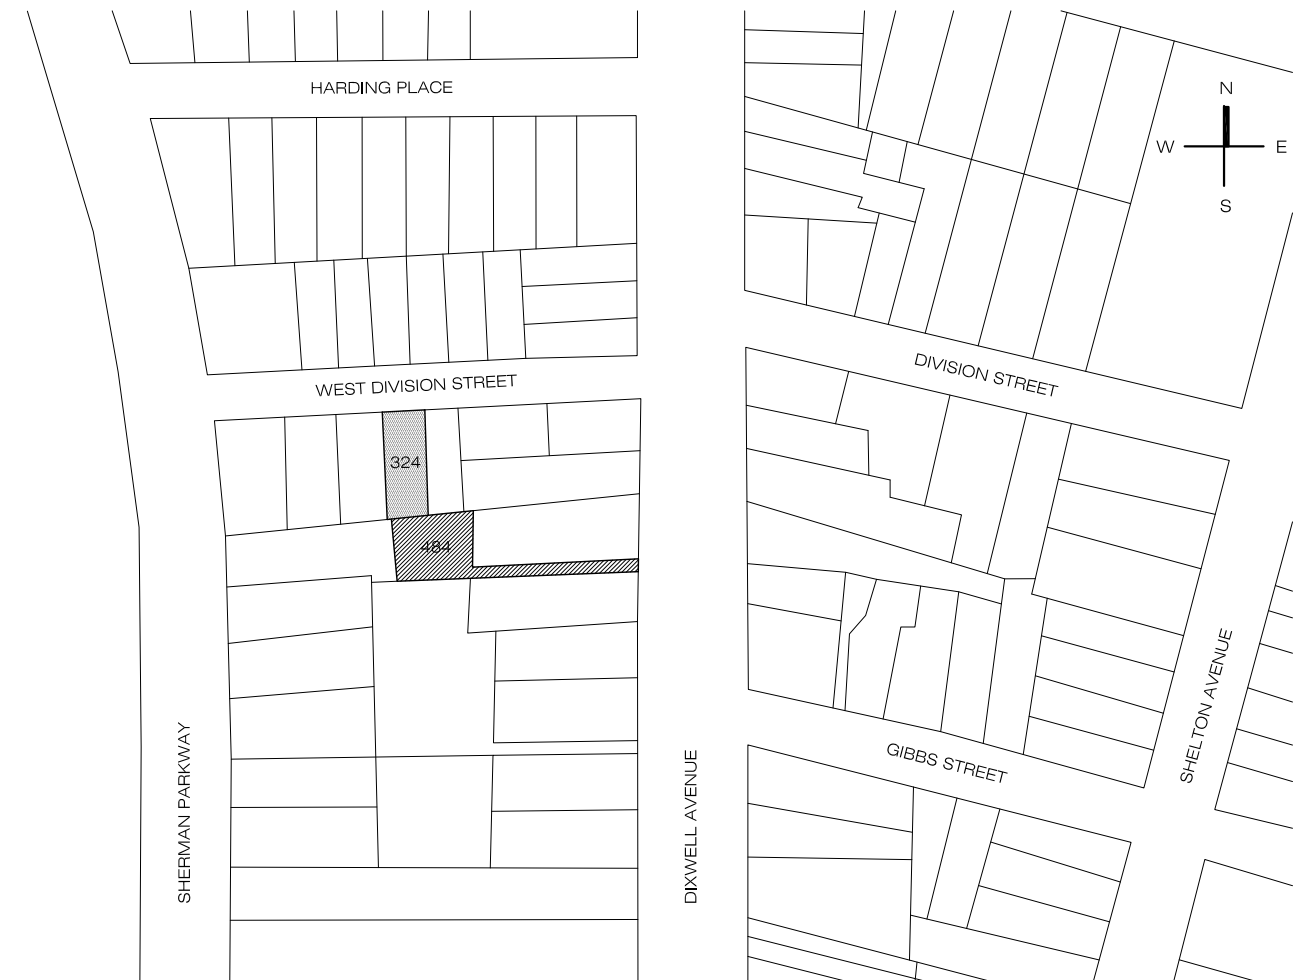 HARDING PLACE
N
W
E
S
DIVISION STREET
WEST DIVISION STREET
324
484
SHELTON AVENUE
GIBBS STREET
SHERMAN PARKWAY
DIXWELL AVENUE